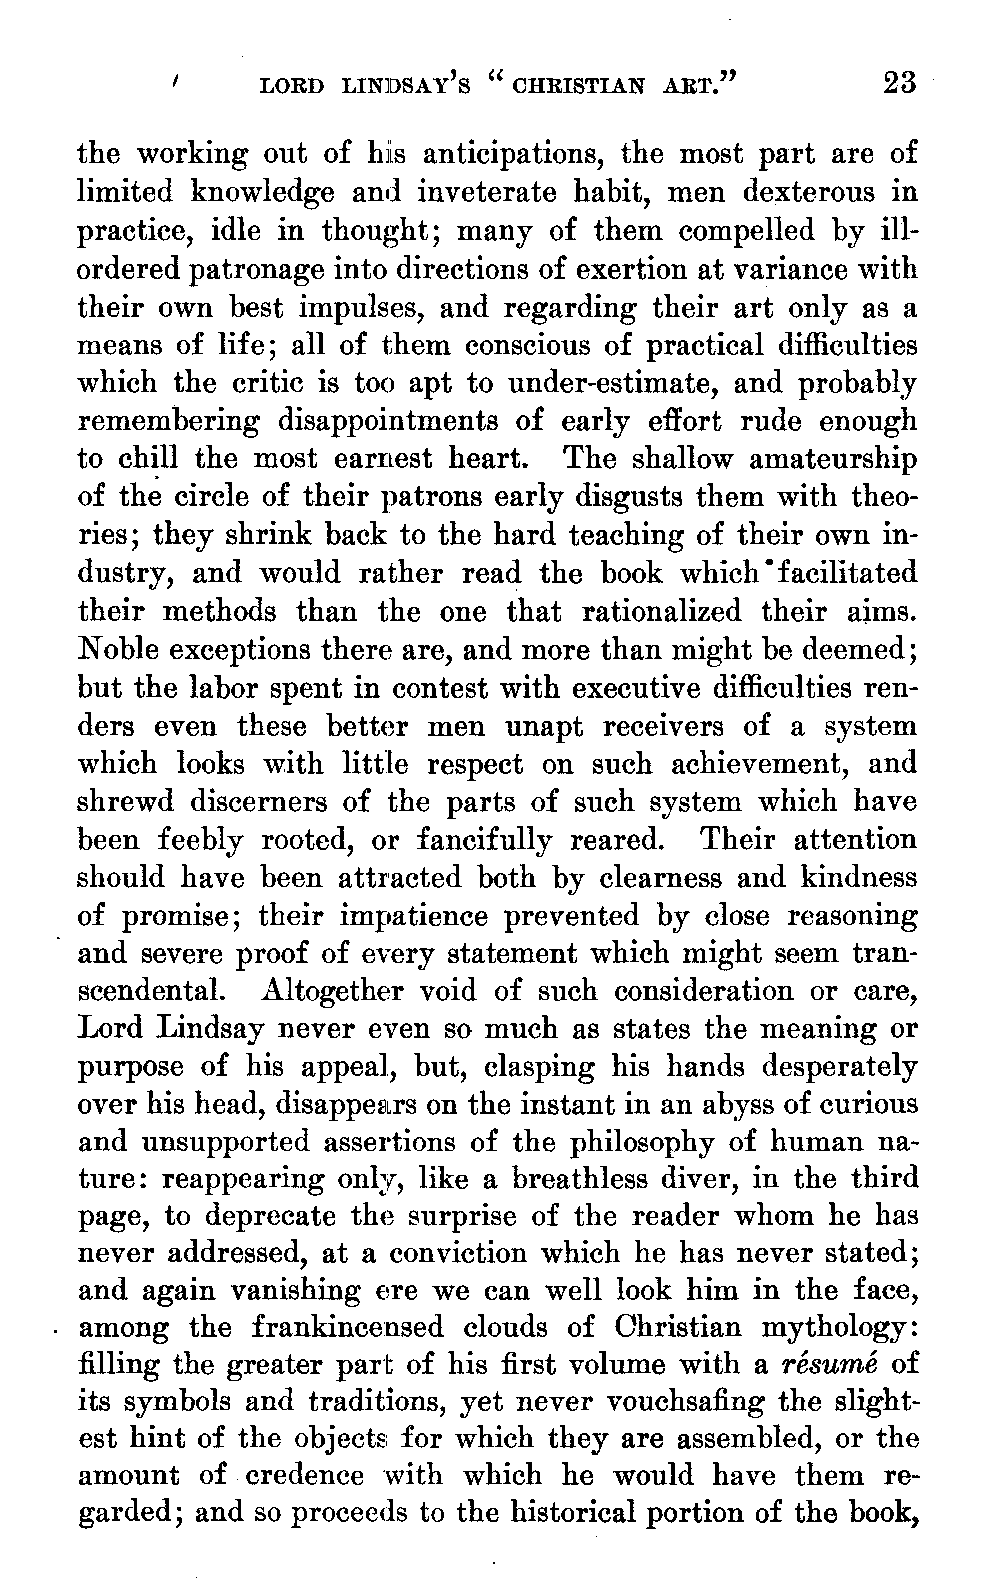 LORD LINDSAY'S "CHRISTIAN ART." 23
the working out of his anticipations, the most part are of
limited knowledge and inveterate habit, men dexterous in
practice, idle in thought; many of them compelled by ill-
ordered patronage into directions of exertion at variance with
their own best impulses, and regarding their art only as a
means of life; all of them conscious of practical difficulties
which the critic is too apt to under-estimate, and probably
remembering disappointments of early effort rude enough
to chill the most earnest heart. The shallow amateurship
of the circle of their patrons early disgusts them with theo-
ries; they shrink back to the hard teaching of their own in-
dustry, and would rather read the book which facilitated
their methods than the one that rationalized their aims.
Noble exceptions there are, and more than might be deemed;
but the labor spent in contest with executive difficulties ren-
ders even these better men unapt receivers of a system
which looks with little respect on such achievement, and
shrewd discerners of the parts of such system which have
been feebly rooted, or fancifully reared. Their attention
should have been attracted both by clearness and kindness
of promise; their impatience prevented by close reasoning
and severe proof of every statement which might seem tran-
scendental. Altogether void of such consideration or care,
Lord Lindsay never even so much as states the meaning or
purpose of his appeal, but, clasping his hands desperately
over his head, disappears on the instant in an abyss of curious
and unsupported assertions of the philosophy of human na-
ture: reappearing only, like a breathless diver, in the third
page, to deprecate the surprise of the reader whom he has
never addressed, at a conviction which he has never stated;
and again vanishing ere we can well look him in the face,
among the frankincensed clouds of Christian mythology:
filling the greater part of his first volume with a résumé of
its symbols and traditions, yet never vouchsafing the slight-
est hint of the objects for which they are assembled, or the
amount of credence with which he would have them re-
garded; and so proceeds to the historical portion of the book,